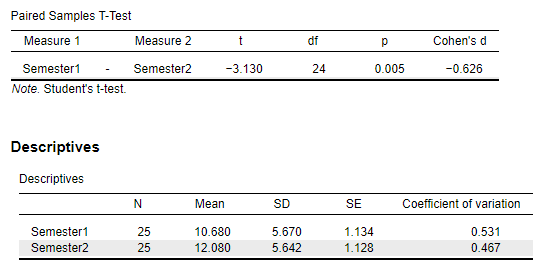 Paired Samples T-Test
Measure 1 Measure 2 t df p Cohen's d
Semester1 - Semester2 −3.130 24 0.005 −0.626
Note. Student's t-test.
Descriptives
Descriptives
N Mean SD SE Coefficient of variation
Semester1 25 10.680 5.670 1.134 0.531
Semester2 25 12.080 5.642 1.128 0.467